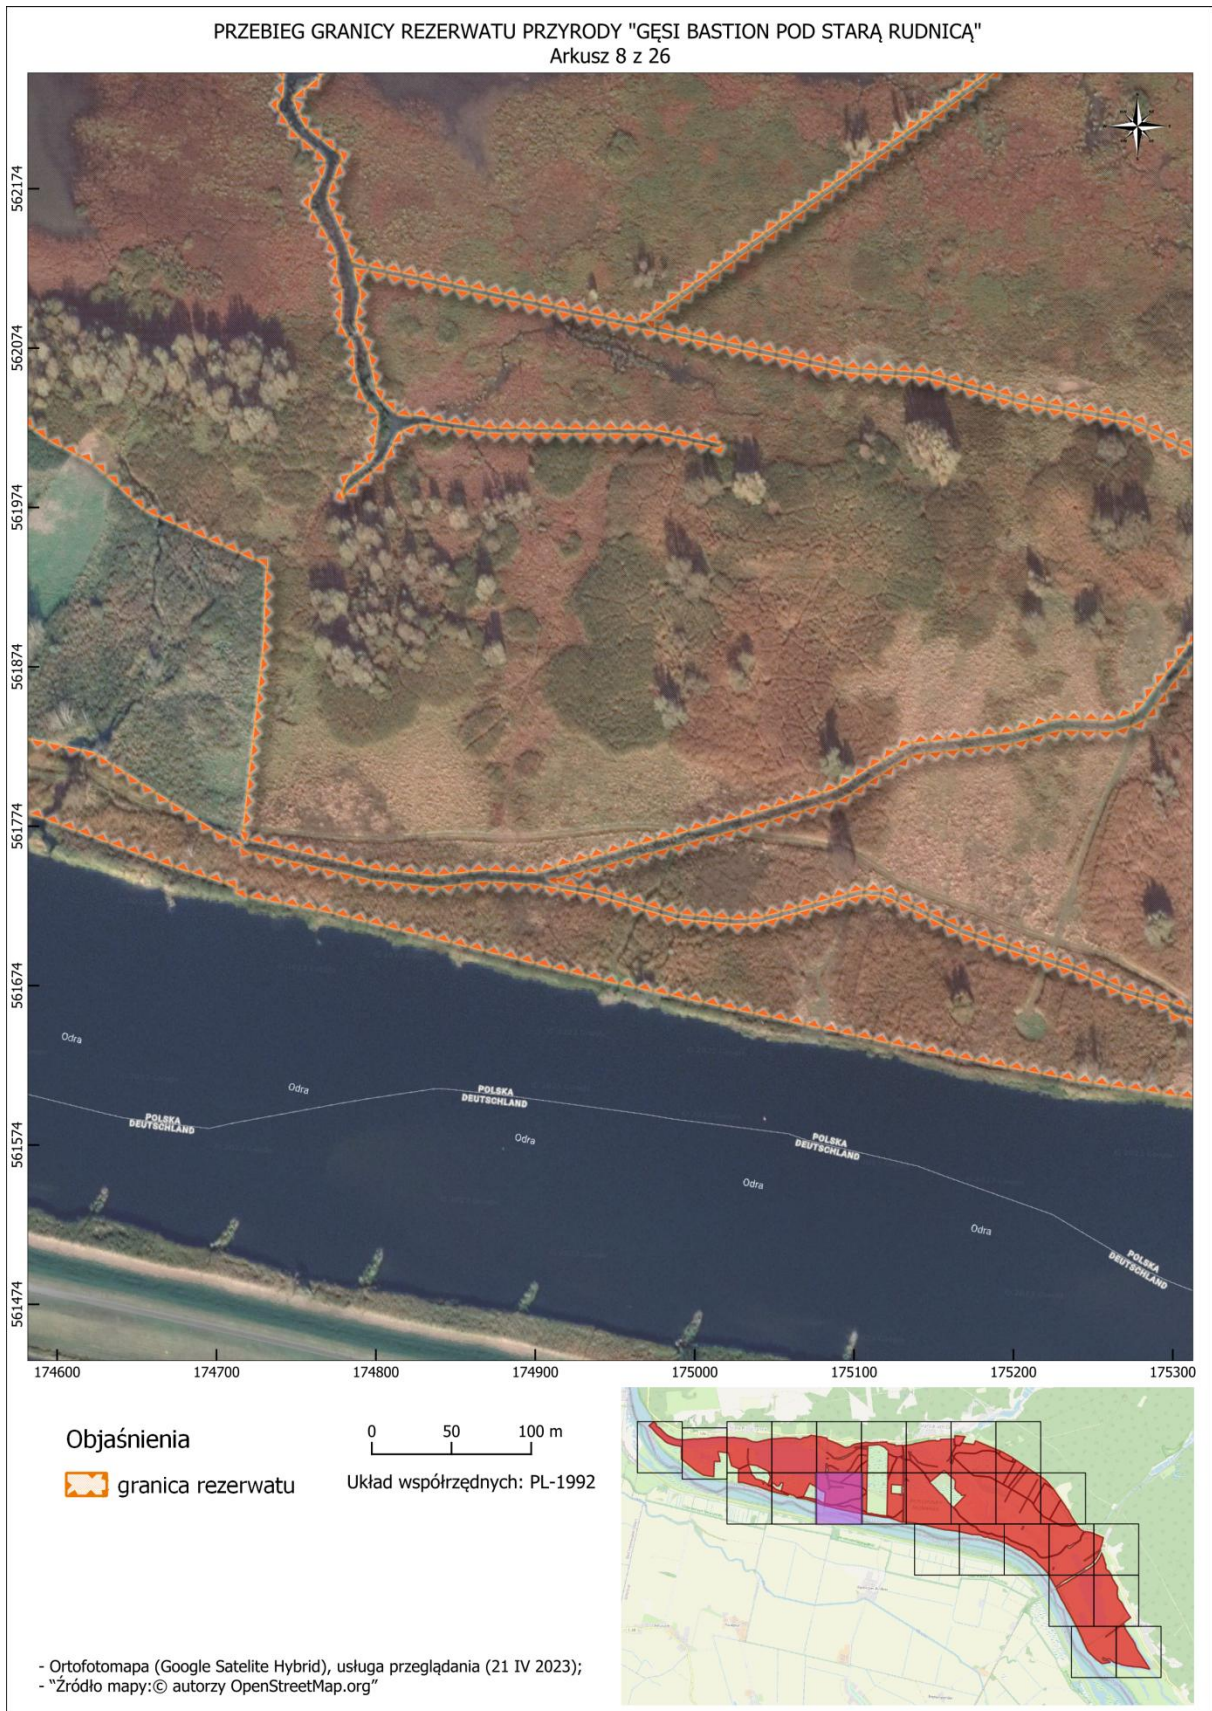 PRZEBIEG GRANICY REZERWATU PRZYRODY "GĘSI BASTION POD STARĄ RUDNICĄ"
Arkusz 8 z 26
562174
562074
561974
561874
561774
561674
561574
561474
Odra
Odra
POLSKA
DEUTSCHLAND
POLSKA
DEUTSCHLAND
Odra
POLSKA
DEUTSCHLAND
Odra
Odra
POLSKA
DEUTSCHLAND
174600 174700 174800 174900 175000 175100 175200 175300
Objaśnienia
granica rezerwatu
0 50 100 m
Układ współrzędnych: PL-1992
- Ortofotomapa (Google Satelite Hybrid), usługa przeglądania (21 IV 2023);
- “Źródło mapy:© autorzy OpenStreetMap.org”